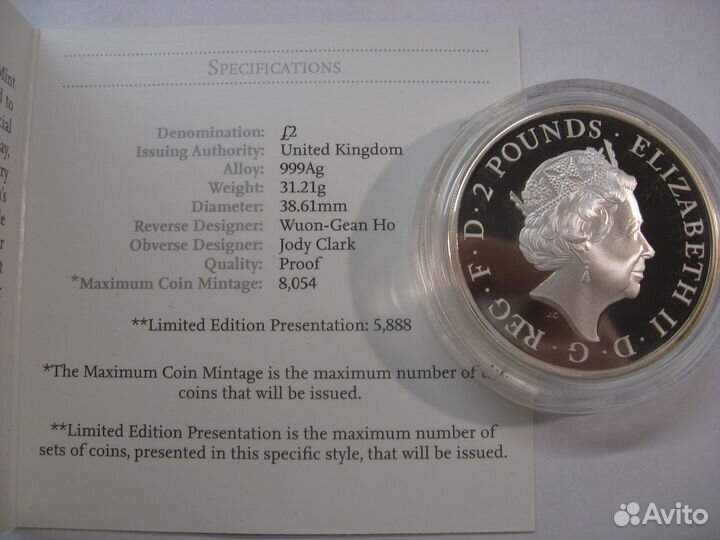 Mint
to
SPECIFICATIONS
Denomination: £2
Issuing Authority: United Kingdom
Alloy: 999Ag
Weight: 31.21g
Diameter: 38.61mm
Reverse Designer: Wuon-Gean Ho
Obverse Designer: Jody Clark
Quality: Proof
*Maximum Coin Mintage: 8,054
**Limited Edition Presentation: 5,888
*The Maximum Coin Mintage is the maximum number of
coins that will be issued.
**Limited Edition Presentation is the maximum number of
sets of coins, presented in this specific style, that will be issued.
ELIZABETH II · D · G · REG · F · D · 2 POUNDS ·
J.C
Avito